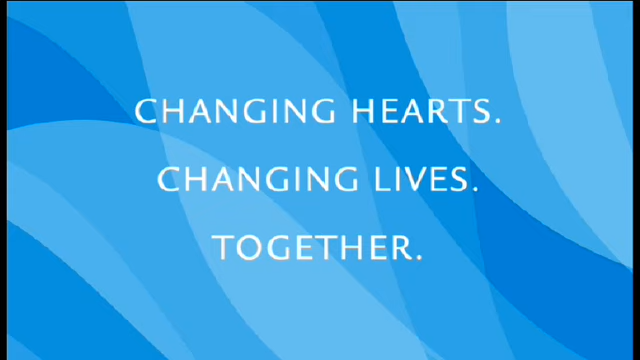 CHANGING HEARTS.
CHANGING LIVES.
TOGETHER.